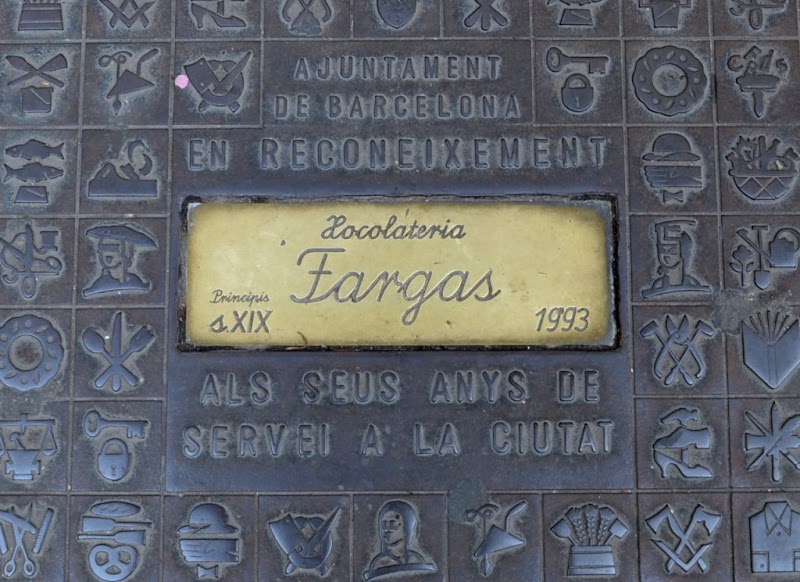 AJUNTAMENT
DE BARCELONA
EN RECONEIXEMENT
Xocolateria
Fargas
Principis
s.XIX
1993
ALS SEUS ANYS DE
SERVEI A LA CIUTAT